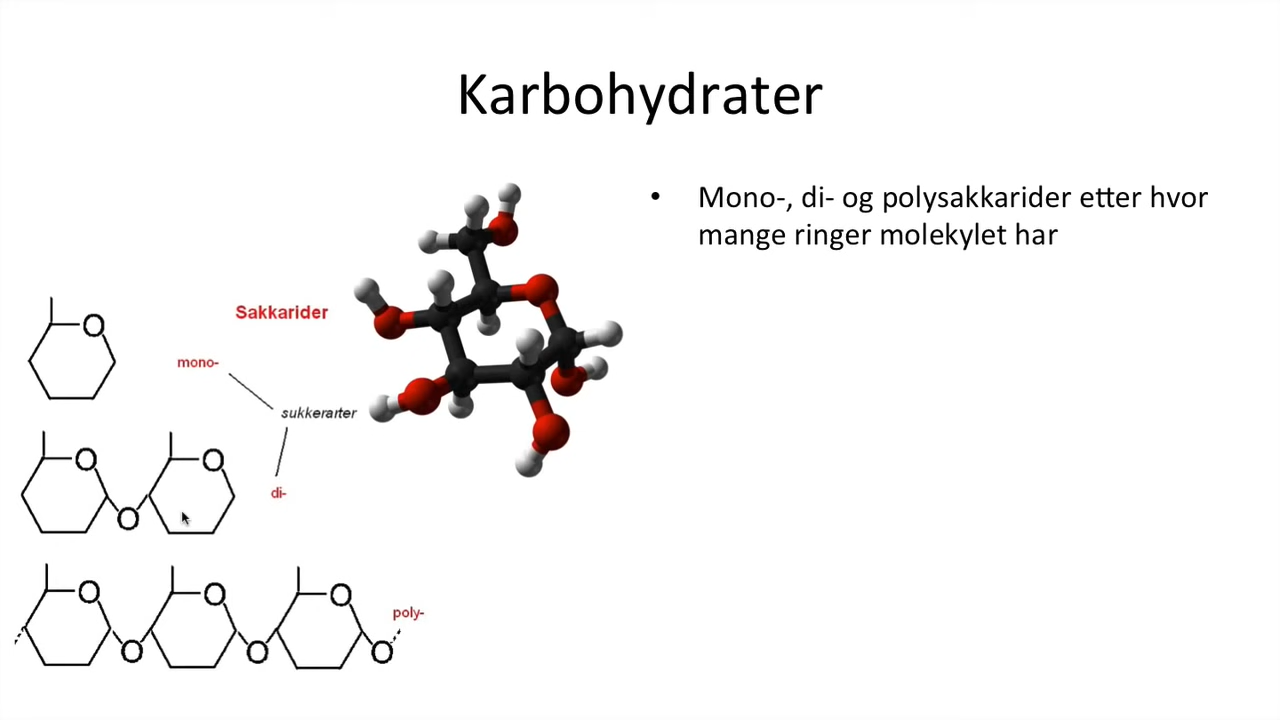 Karbohydrater
• Mono-, di- og polysakkarider etter hvor
mange ringer molekylet har
Sakkarider
mono-
sukkerarter
di-
poly-
O
O
O
O
O
O
O
O
O
O